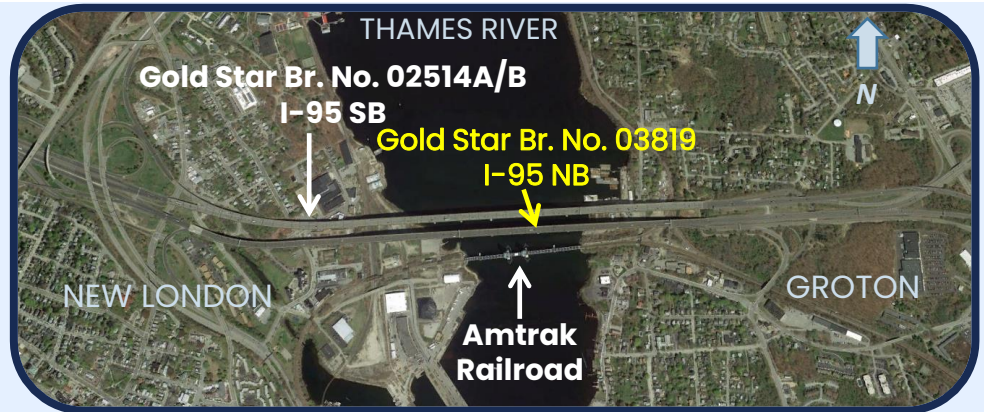 THAMES RIVER
Gold Star Br. No. 02514A/B
I-95 SB
Gold Star Br. No. 03819
I-95 NB
N
NEW LONDON
GROTON
Amtrak
Railroad